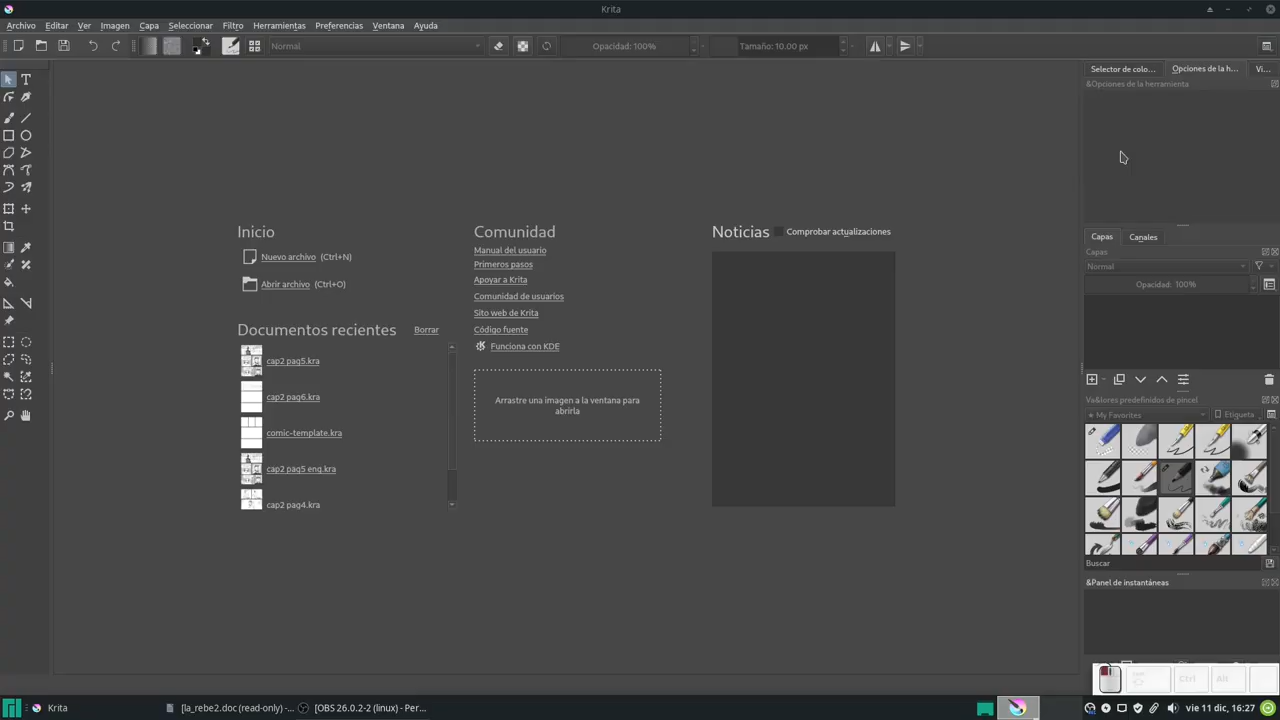 Krita
Archivo Editar Ver Imagen Capa Seleccionar Filtro Herramientas Preferencias Ventana Ayuda
Normal Opacidad: 100% Tamaño: 10.00 px
Selector de colo... Opciones de la h... Vi...
&Opciones de la herramienta
Inicio
Nuevo archivo (Ctrl+N)
Abrir archivo (Ctrl+O)
Documentos recientes Borrar
cap2 pag5.kra
cap2 pag6.kra
comic-template.kra
cap2 pag5 eng.kra
cap2 pag4.kra
Comunidad
Manual del usuario
Primeros pasos
Apoyar a Krita
Comunidad de usuarios
Sito web de Krita
Código fuente
Funciona con KDE
Arrastre una imagen a la ventana para
abrirla
Noticias Comprobar actualizaciones
Capas Canales
Capas
Normal
Opacidad: 100%
Va&lores predefinidos de pincel
My Favorites Etiqueta
Buscar
&Panel de instantáneas
Ctrl Alt
Krita [la_rebe2.doc (read-only) -... [OBS 26.0.2-2 (linux) - Per... vie 11 dic, 16:27